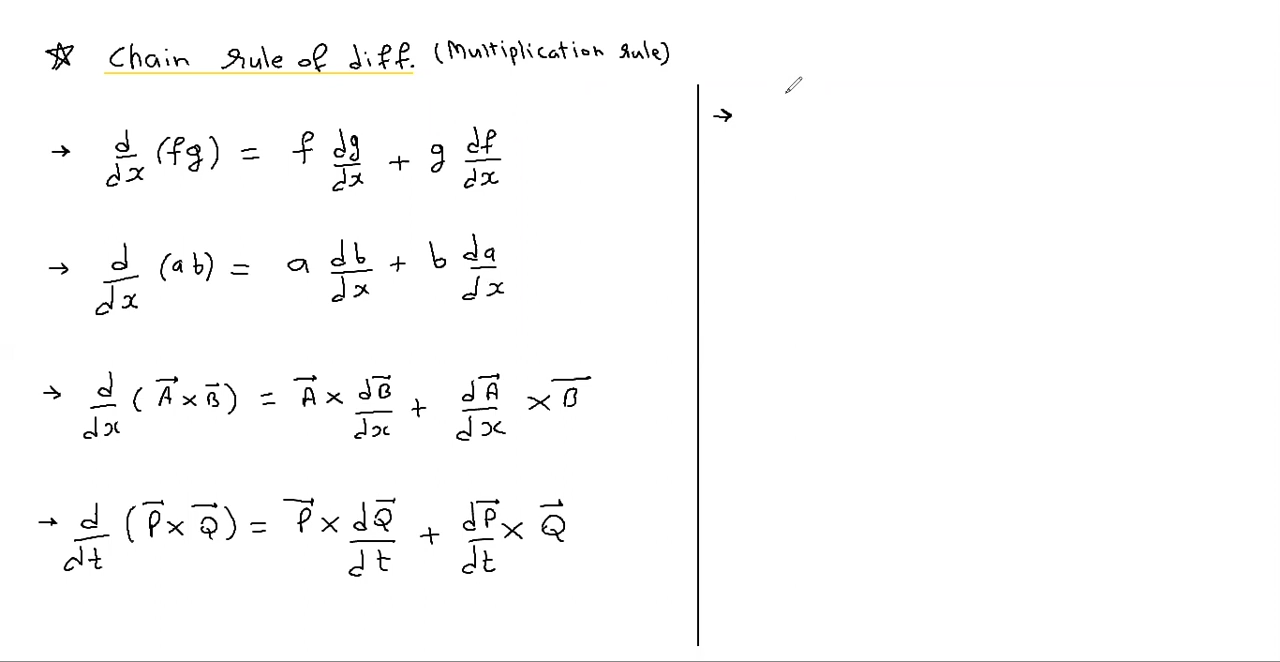 ☆ Chain rule of diff. (Multiplication rule)
→ d/dx (fg) = f dg/dx + g df/dx
→ d/dx (ab) = a db/dx + b da/dx
→ d/dx (A⃗ × B⃗) = A⃗ × dB⃗/dx + dA⃗/dx × B̅
→ d/dt (P⃗ × Q⃗) = P⃗ × dQ⃗/dt + dP⃗/dt × Q⃗
→